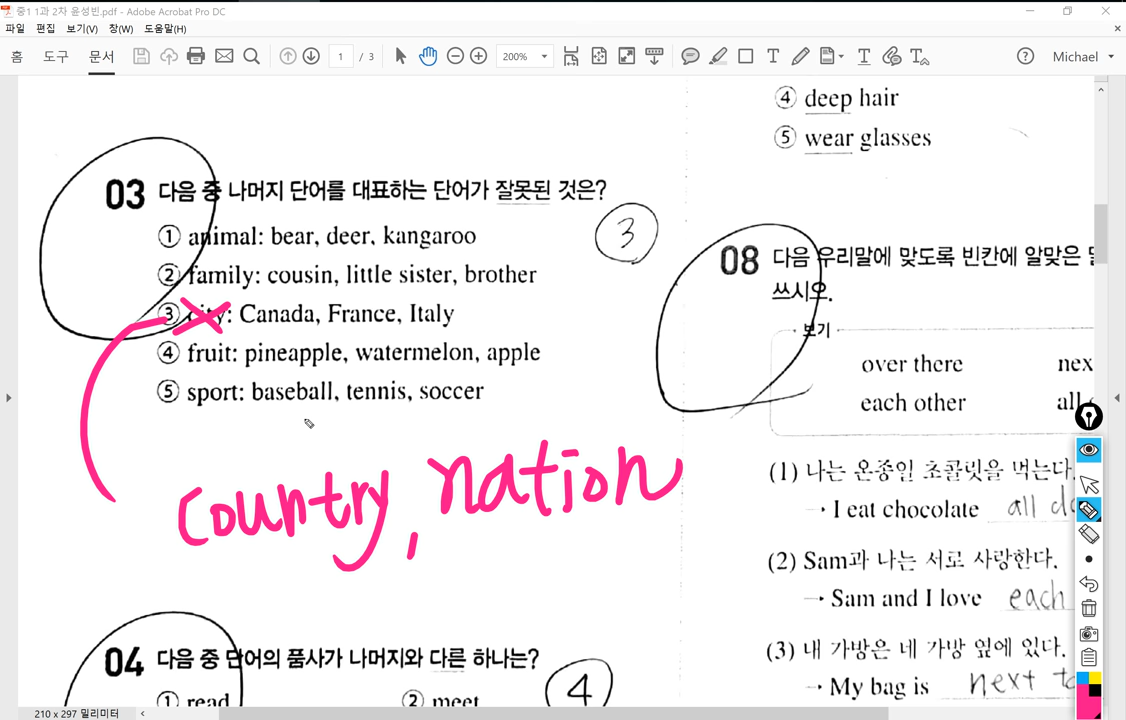 중1 1과 2차 윤성빈.pdf - Adobe Acrobat Pro DC
파일 편집 보기(V) 창(W) 도움말(H)
홈 도구 문서 1 / 3 200% Michael
03 다음 중 나머지 단어를 대표하는 단어가 잘못된 것은?
① animal: bear, deer, kangaroo
② family: cousin, little sister, brother
③ city: Canada, France, Italy
④ fruit: pineapple, watermelon, apple
⑤ sport: baseball, tennis, soccer
3
country, nation
04 다음 중 단어의 품사가 나머지와 다른 하나는?
① read ② meet
4
④ deep hair
⑤ wear glasses
08 다음 우리말에 맞도록 빈칸에 알맞은
쓰시오.
보기
over there
each other
(1) 나는 온종일 초콜릿을 먹는다.
→ I eat chocolate all
(2) Sam과 나는 서로 사랑한다.
→ Sam and I love each
(3) 내 가방은 네 가방 옆에 있다.
→ My bag is next
210 x 297 밀리미터